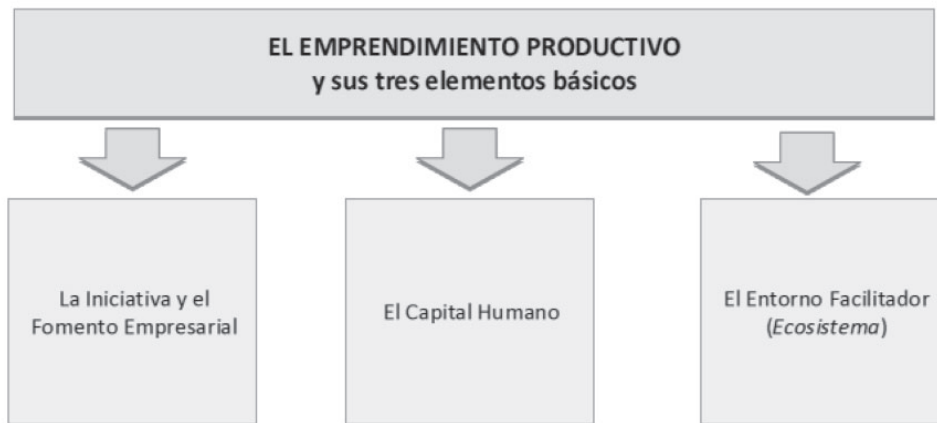 EL EMPRENDIMIENTO PRODUCTIVO
y sus tres elementos básicos
La Iniciativa y el
Fomento Empresarial
El Capital Humano
El Entorno Facilitador
(Ecosistema)